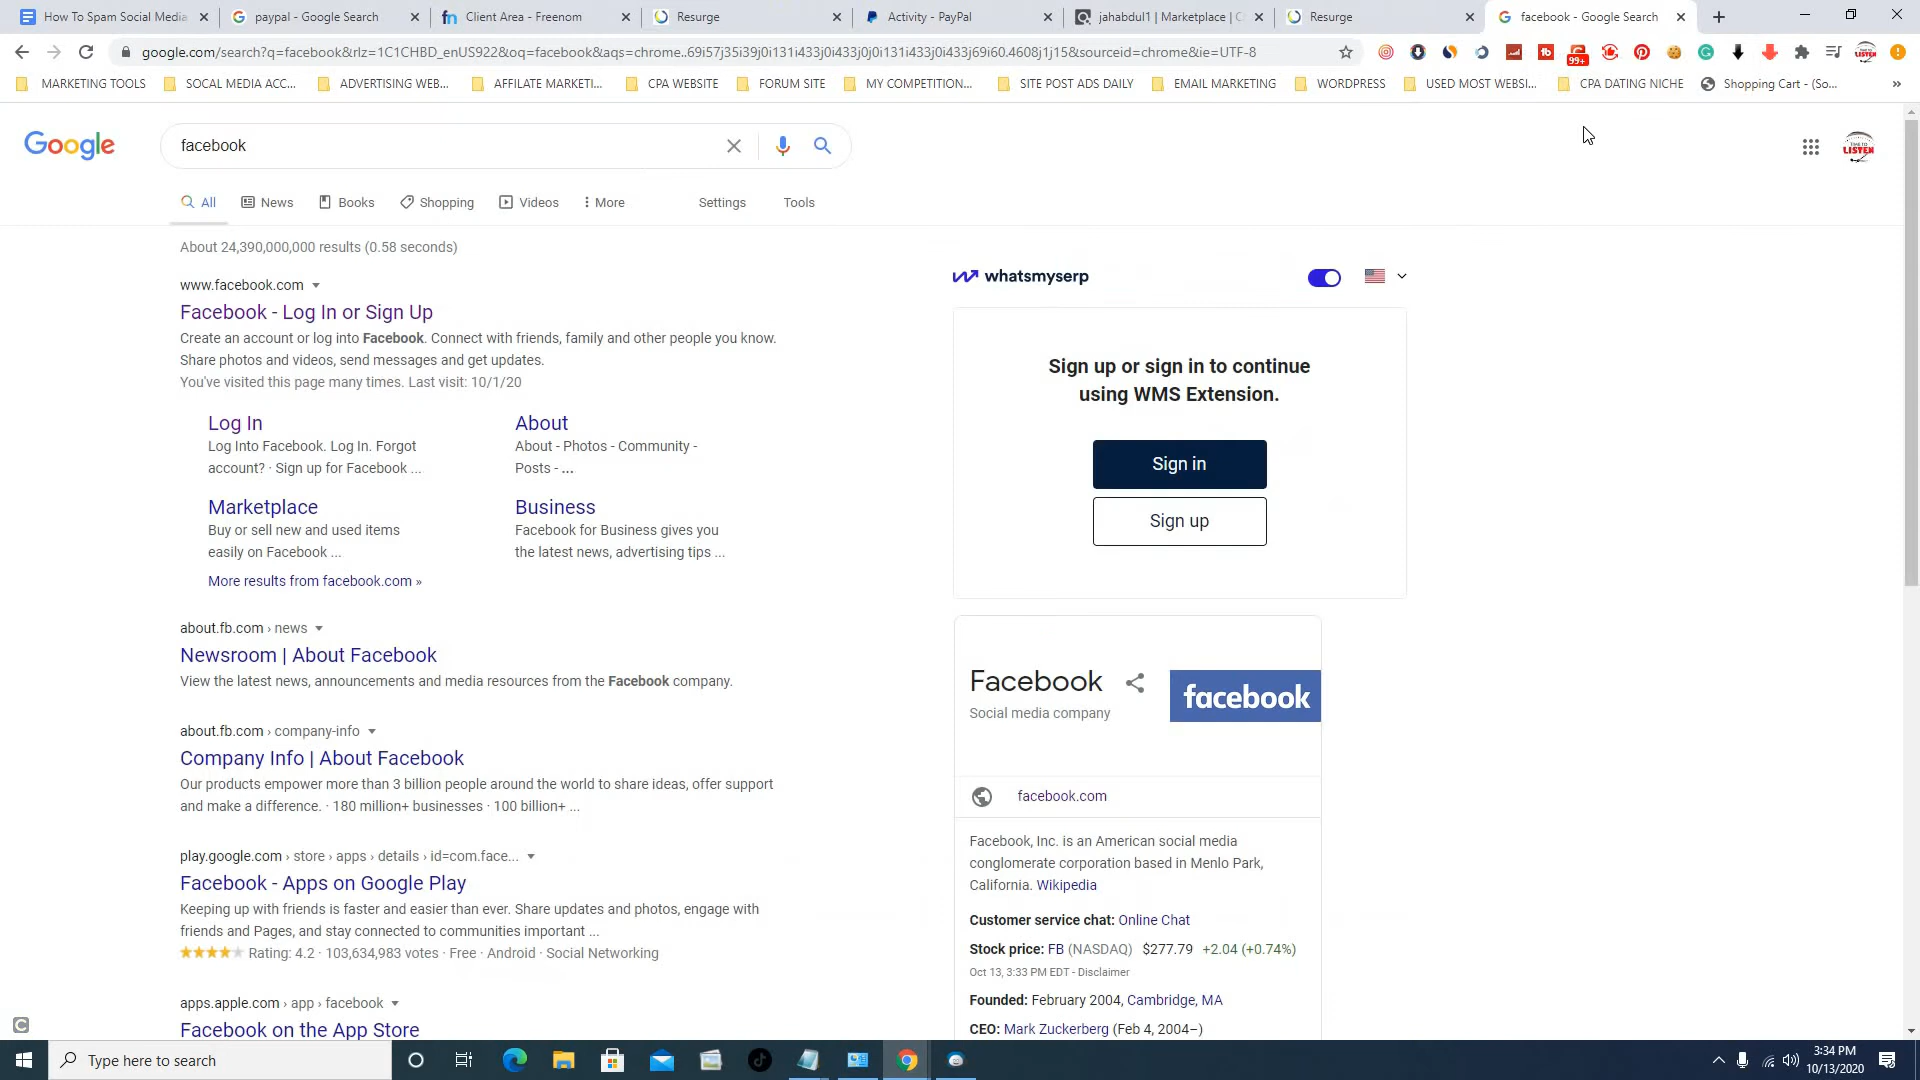 How To Spam Social Media
paypal - Google Search
Client Area - Freenom
Resurge
Activity - PayPal
jahabdul1 | Marketplace | C
Resurge
facebook - Google Search
google.com/search?q=facebook&rlz=1C1CHBD_enUS922&oq=facebook&aqs=chrome..69i57j35i39j0i131i433j0i433j0j0i131i433j0i433j69i60.4608j1j15&sourceid=chrome&ie=UTF-8
99+
MARKETING TOOLS
SOCAL MEDIA ACC...
ADVERTISING WEB...
AFFILATE MARKETI...
CPA WEBSITE
FORUM SITE
MY COMPETITION...
SITE POST ADS DAILY
EMAIL MARKETING
WORDPRESS
USED MOST WEBSI...
CPA DATING NICHE
Shopping Cart - (So...
»
Google
facebook
TIME TO
LISTEN
All
News
Books
Shopping
Videos
More
Settings
Tools
About 24,390,000,000 results (0.58 seconds)
www.facebook.com
Facebook - Log In or Sign Up
Create an account or log into Facebook. Connect with friends, family and other people you know.
Share photos and videos, send messages and get updates.
You've visited this page many times. Last visit: 10/1/20
Log In
Log Into Facebook. Log In. Forgot
account? · Sign up for Facebook ...
About
About - Photos - Community -
Posts - ...
Marketplace
Buy or sell new and used items
easily on Facebook ...
Business
Facebook for Business gives you
the latest news, advertising tips ...
More results from facebook.com »
about.fb.com › news
Newsroom | About Facebook
View the latest news, announcements and media resources from the Facebook company.
about.fb.com › company-info
Company Info | About Facebook
Our products empower more than 3 billion people around the world to share ideas, offer support
and make a difference. · 180 million+ businesses · 100 billion+ ...
play.google.com › store › apps › details › id=com.face...
Facebook - Apps on Google Play
Keeping up with friends is faster and easier than ever. Share updates and photos, engage with
friends and Pages, and stay connected to communities important ...
Rating: 4.2 · 103,634,983 votes · Free · Android · Social Networking
apps.apple.com › app › facebook
Facebook on the App Store
whatsmyserp
Sign up or sign in to continue
using WMS Extension.
Sign in
Sign up
Facebook
Social media company
facebook
facebook.com
Facebook, Inc. is an American social media
conglomerate corporation based in Menlo Park,
California. Wikipedia
Customer service chat: Online Chat
Stock price: FB (NASDAQ) $277.79 +2.04 (+0.74%)
Oct 13, 3:33 PM EDT - Disclaimer
Founded: February 2004, Cambridge, MA
CEO: Mark Zuckerberg (Feb 4, 2004–)
Type here to search
3:34 PM
10/13/2020